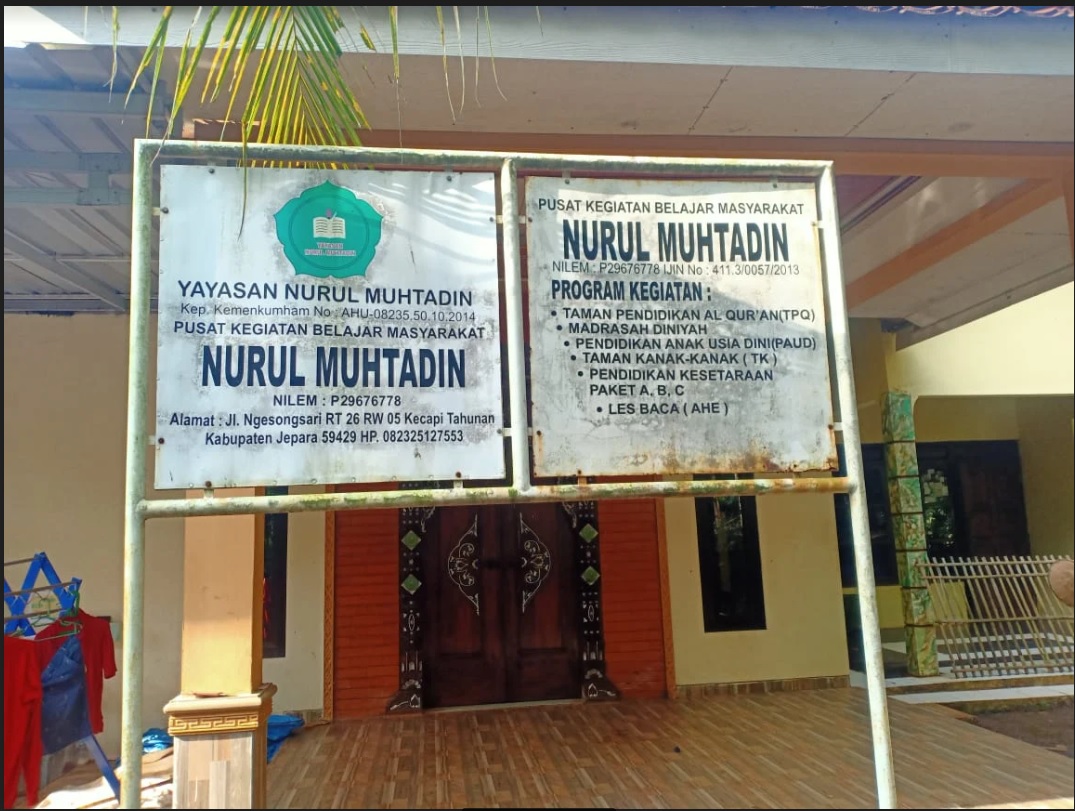 YAYASAN
NURUL MUHTADIN
YAYASAN NURUL MUHTADIN
Kep. Kemenkumham No : AHU-08235.50.10.2014
PUSAT KEGIATAN BELAJAR MASYARAKAT
NURUL MUHTADIN
NILEM : P29676778
Alamat : Jl. Ngesongsari RT 26 RW 05 Kecapi Tahunan
Kabupaten Jepara 59429 HP. 082325127553
PUSAT KEGIATAN BELAJAR MASYARAKAT
NURUL MUHTADIN
NILEM : P29676778 IJIN No : 411.3/0057/2013
PROGRAM KEGIATAN :
• TAMAN PENDIDIKAN AL QUR'AN(TPQ)
• MADRASAH DINIYAH
• PENDIDIKAN ANAK USIA DINI(PAUD)
• TAMAN KANAK-KANAK ( TK )
• PENDIDIKAN KESETARAAN
PAKET A, B, C
• LES BACA ( AHE )